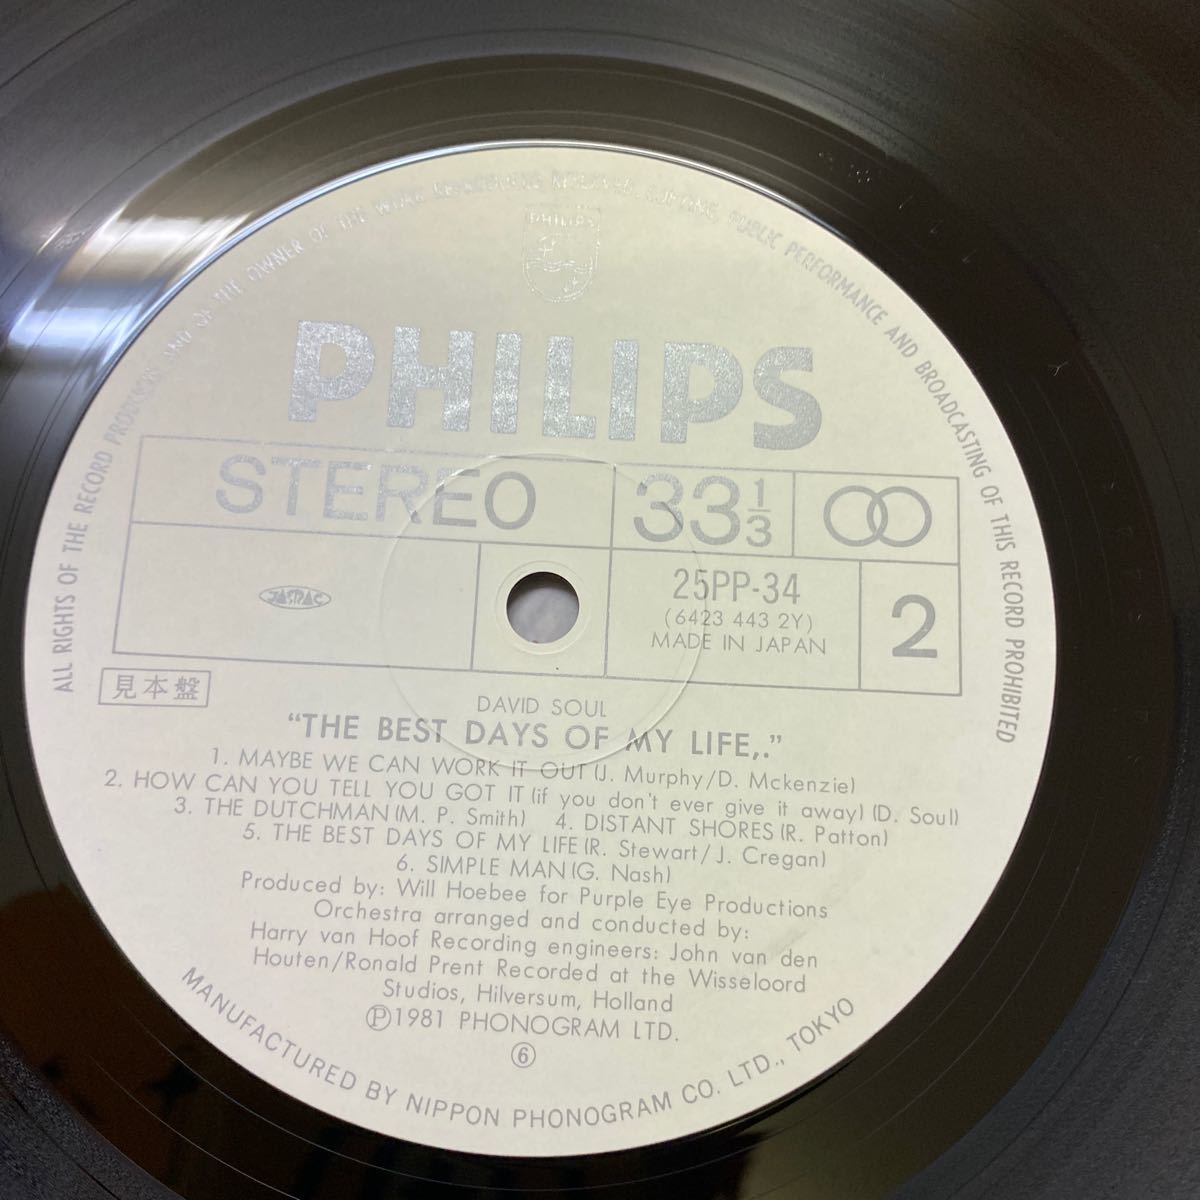 ALL RIGHTS OF THE RECORD PRODUCER AND OF THE OWNER OF THE WORK REPRODUCED RESERVED. COPYING, PUBLIC PERFORMANCE AND BROADCASTING OF THIS RECORD PROHIBITED
PHILIPS
PHILIPS
STEREO 33 1/3
JASRAC 25PP-34 2
(6423 443 2Y)
MADE IN JAPAN
見本盤
DAVID SOUL
“THE BEST DAYS OF MY LIFE,.”
1. MAYBE WE CAN WORK IT OUT(J. Murphy/D. Mckenzie)
2. HOW CAN YOU TELL YOU GOT IT(if you don't ever give it away) (D. Soul)
3. THE DUTCHMAN(M. P. Smith) 4. DISTANT SHORES(R. Patton)
5. THE BEST DAYS OF MY LIFE(R. Stewart/J. Cregan)
6. SIMPLE MAN(G. Nash)
Produced by: Will Hoebee for Purple Eye Productions
Orchestra arranged and conducted by:
Harry van Hoof Recording engineers: John van den
Houten/Ronald Prent Recorded at the Wisseloord
Studios, Hilversum, Holland
Ⓟ1981 PHONOGRAM LTD.
⑥
MANUFACTURED BY NIPPON PHONOGRAM CO. LTD., TOKYO